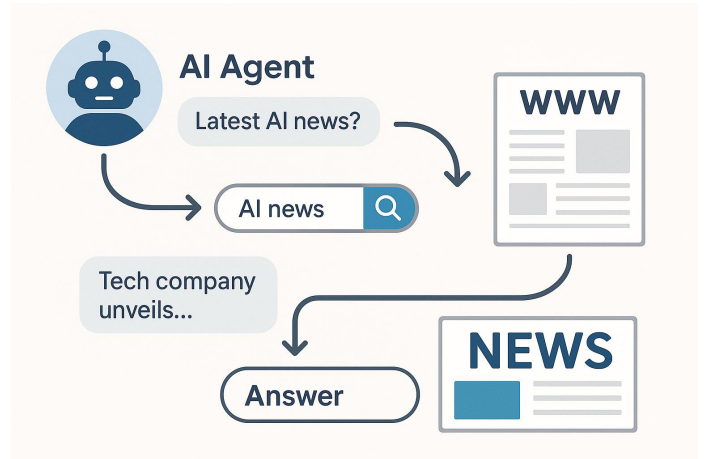 AI Agent
Latest AI news?
WWW
AI news
Tech company
unveils...
NEWS
Answer